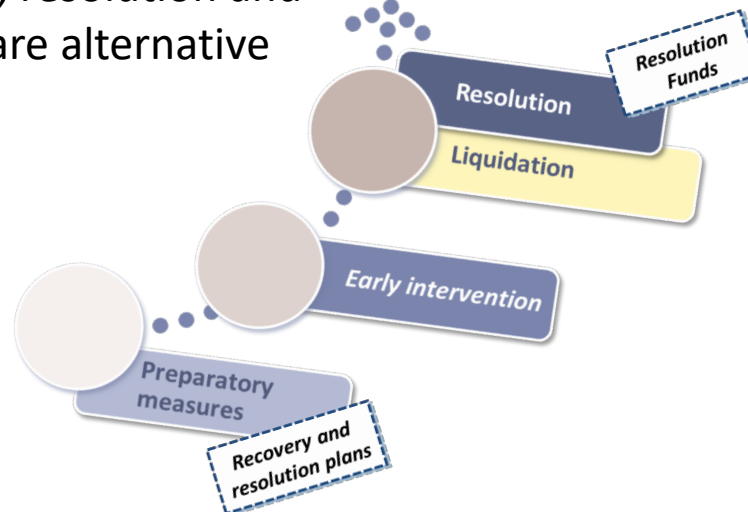 resolution and
are alternative
Resolution
Funds
Resolution
Liquidation
Early intervention
Preparatory
measures
Recovery and
resolution plans